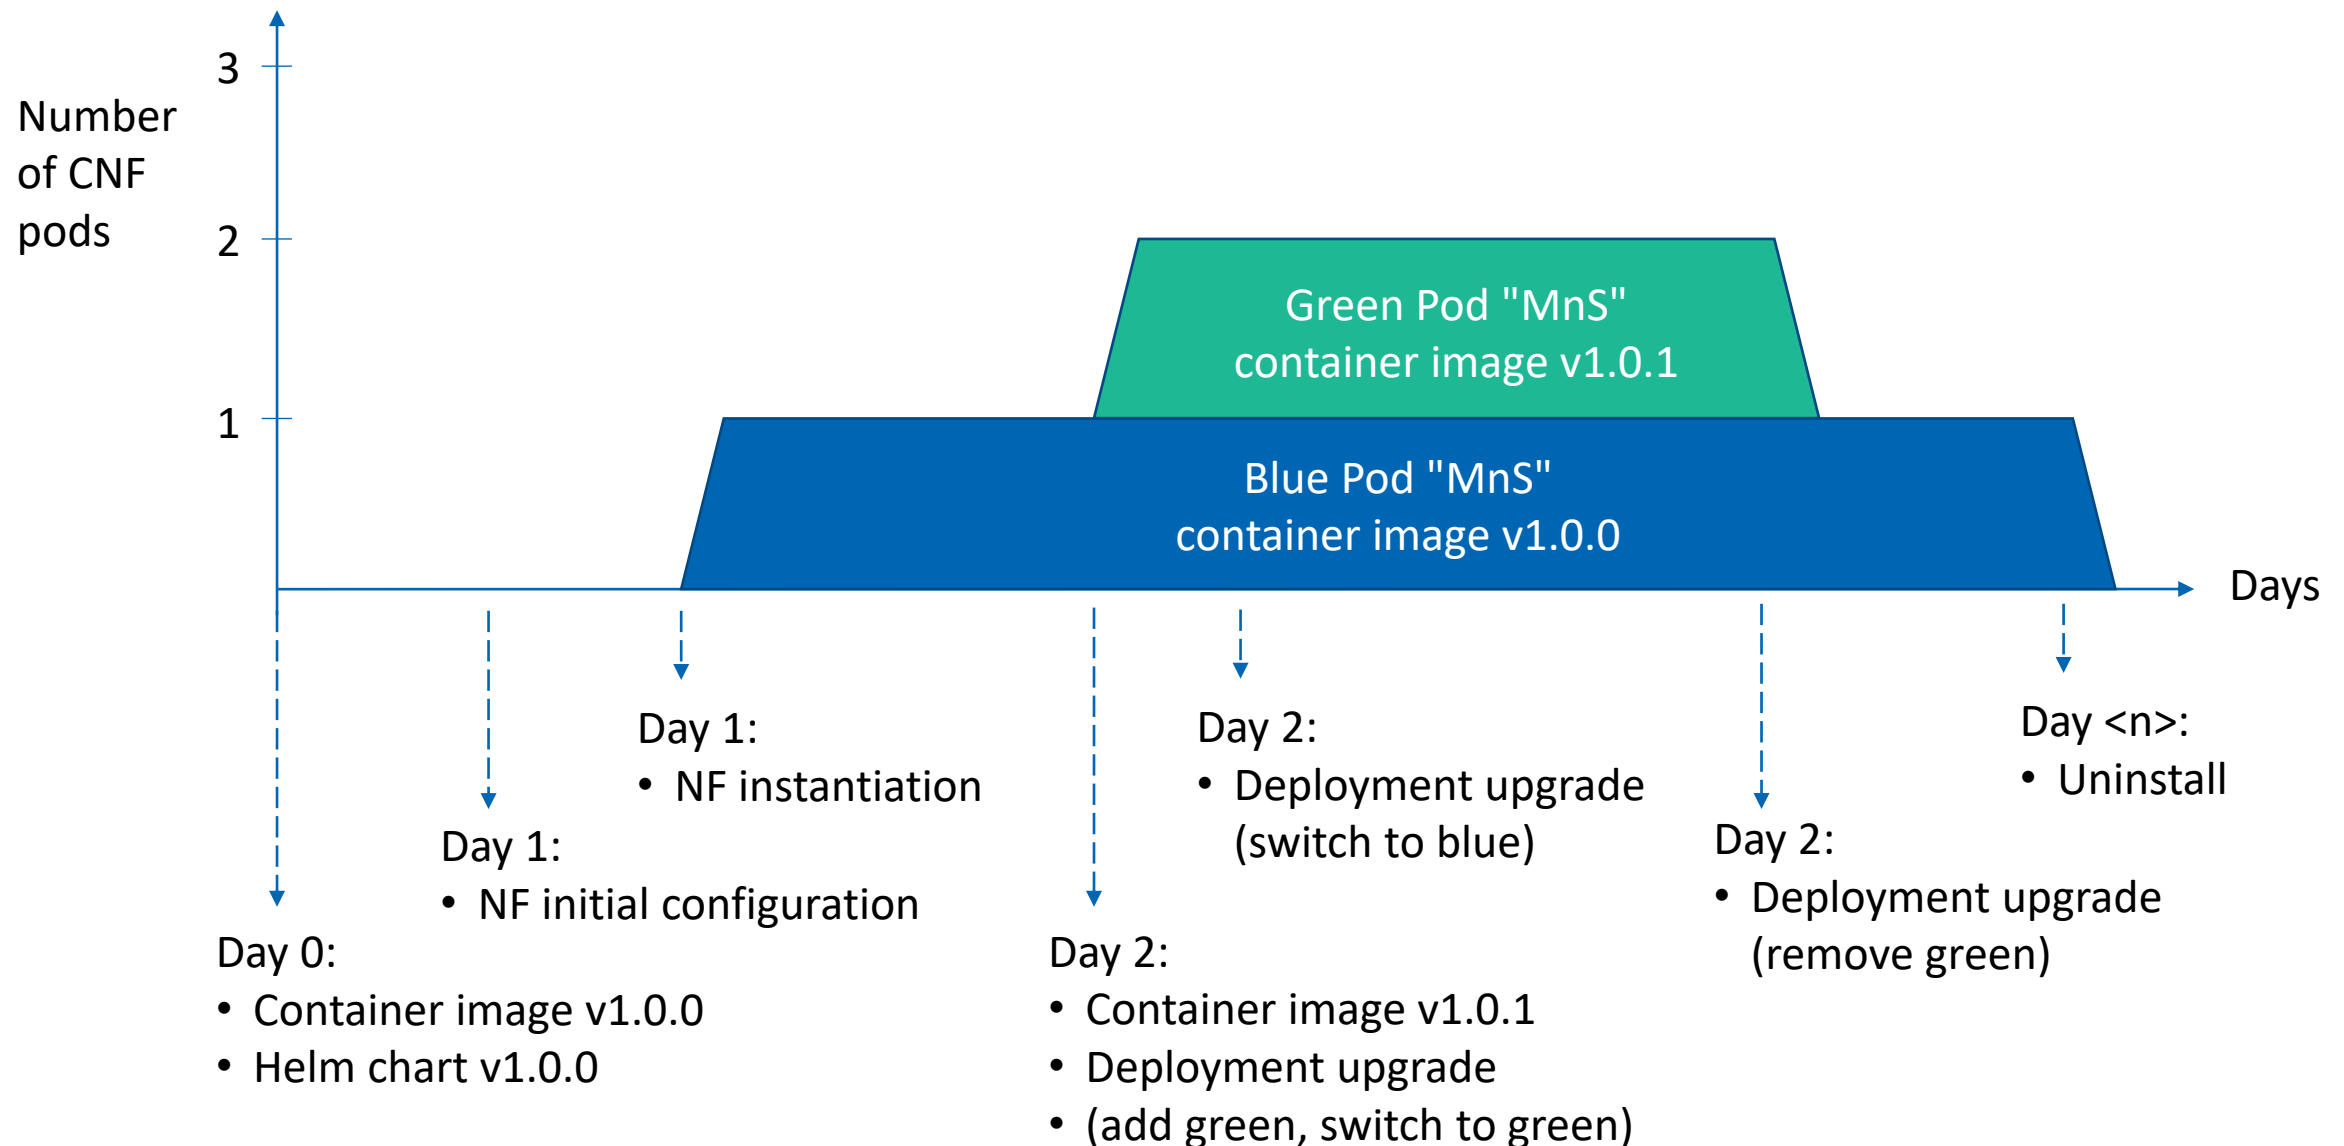 Number
of CNF
pods
3
2
1
Green Pod "MnS"
container image v1.0.1
Blue Pod "MnS"
container image v1.0.0
Days
Day 0:
• Container image v1.0.0
• Helm chart v1.0.0
Day 1:
• NF initial configuration
Day 1:
• NF instantiation
Day 2:
• Container image v1.0.1
• Deployment upgrade
• (add green, switch to green)
Day 2:
• Deployment upgrade
(switch to blue)
Day 2:
• Deployment upgrade
(remove green)
Day <n>:
• Uninstall